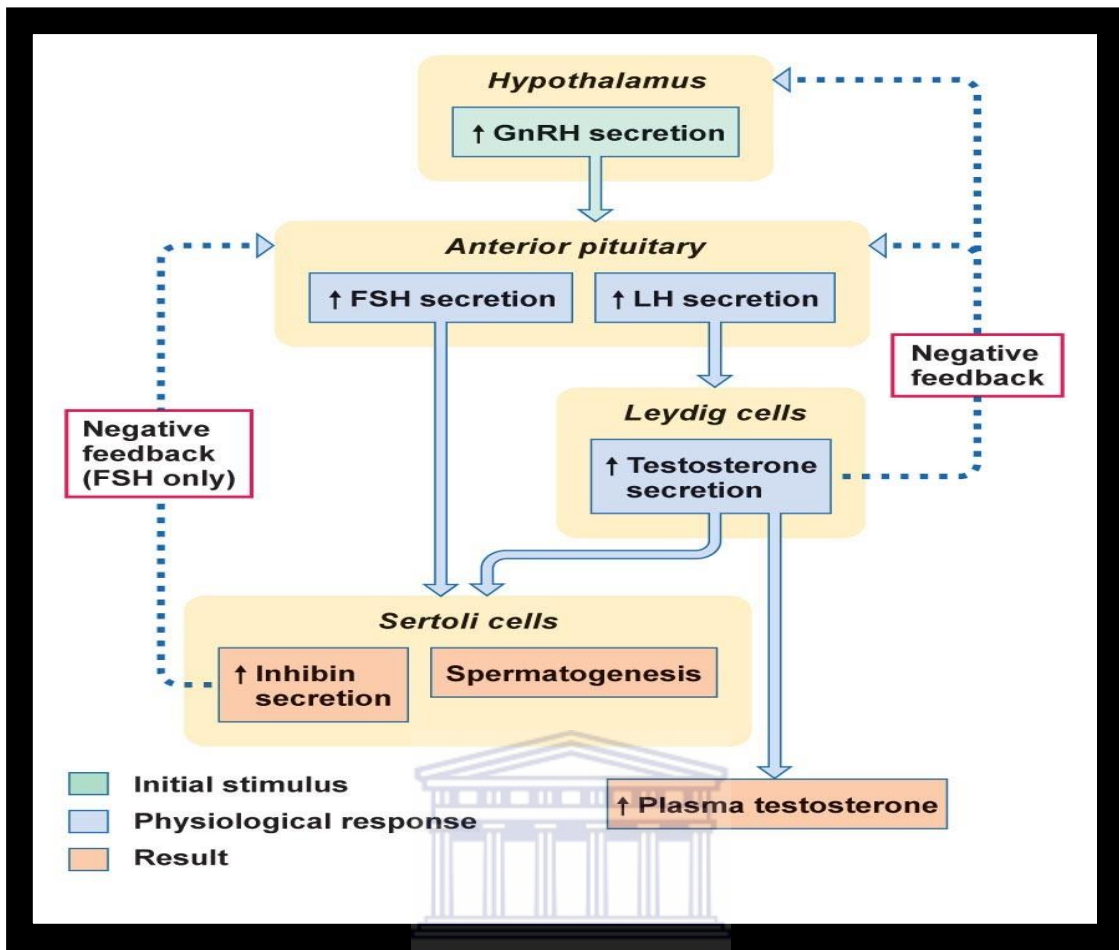 Hypothalamus
↑ GnRH secretion
Anterior pituitary
↑ FSH secretion
↑ LH secretion
Negative
feedback
Leydig cells
↑ Testosterone
secretion
Negative
feedback
(FSH only)
Sertoli cells
↑ Inhibin
secretion
Spermatogenesis
↑ Plasma testosterone
Initial stimulus
Physiological response
Result